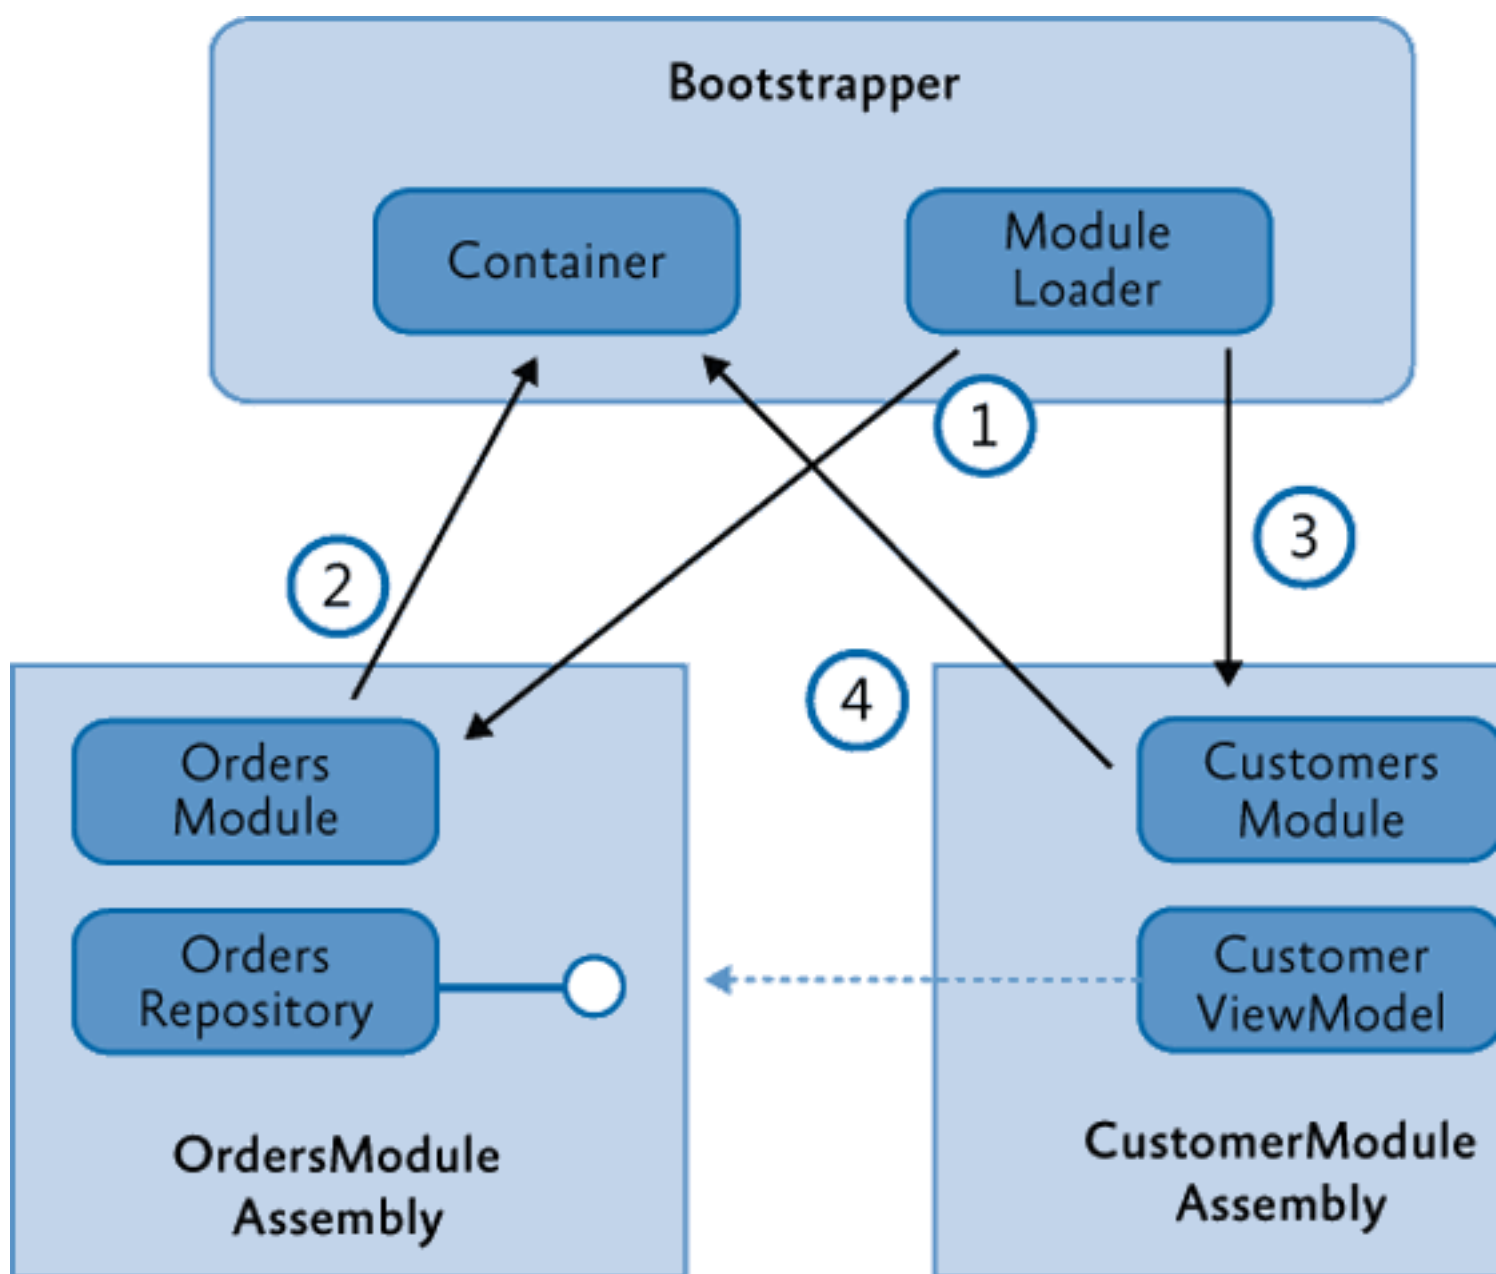 Bootstrapper
Container
Module
Loader
1
2
3
4
Orders
Module
Customers
Module
Orders
Repository
Customer
ViewModel
OrdersModule
Assembly
CustomerModule
Assembly